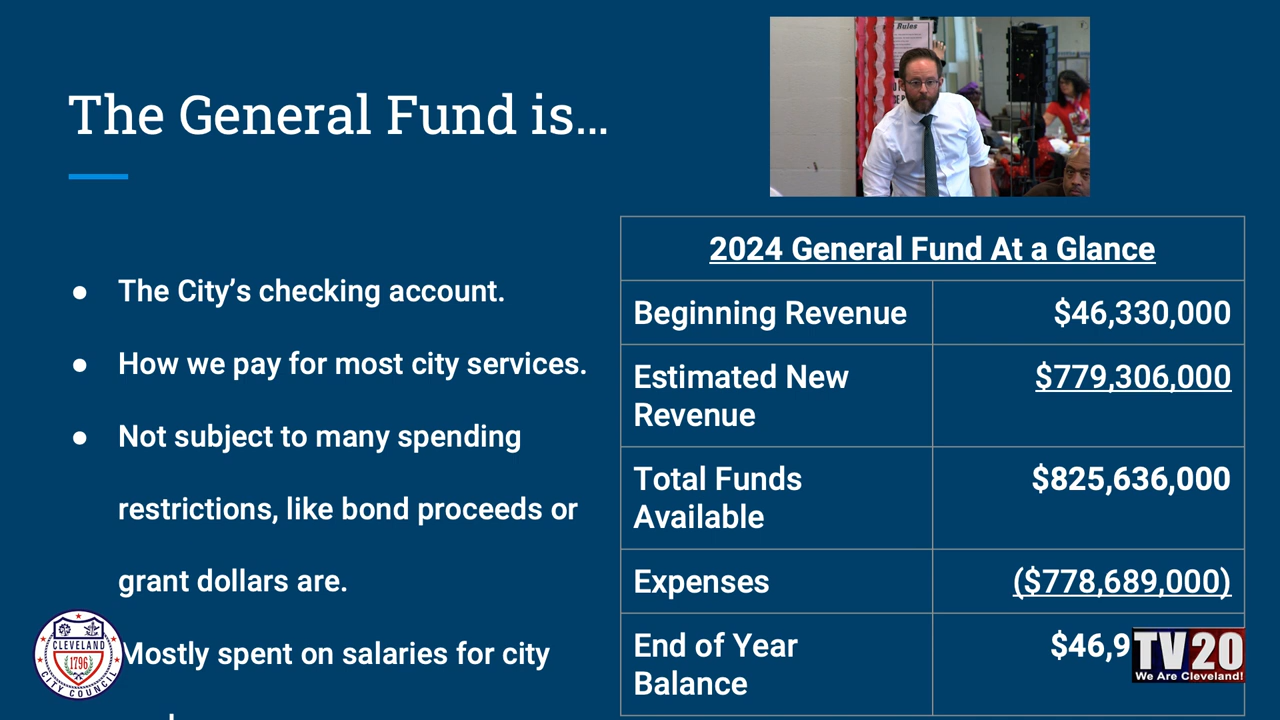 The General Fund is...
Rules
2024 General Fund At a Glance
● The City’s checking account.
● How we pay for most city services.
● Not subject to many spending
restrictions, like bond proceeds or
grant dollars are.
Mostly spent on salaries for city
Beginning Revenue $46,330,000
Estimated New $779,306,000
Revenue
Total Funds $825,636,000
Available
Expenses ($778,689,000)
End of Year $46,9
Balance
CLEVELAND
1796
CITY COUNCIL
TV20
We Are Cleveland!